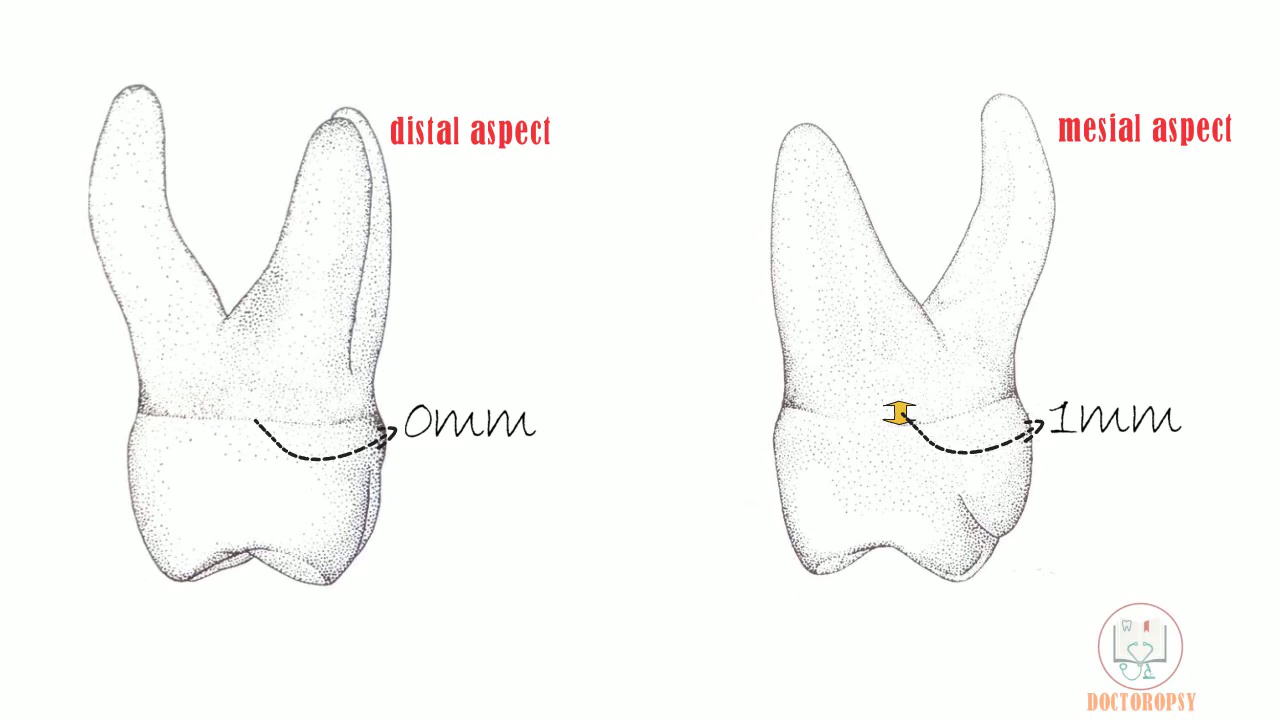 distal aspect
mesial aspect
0mm
1mm
DOCTOROPSY